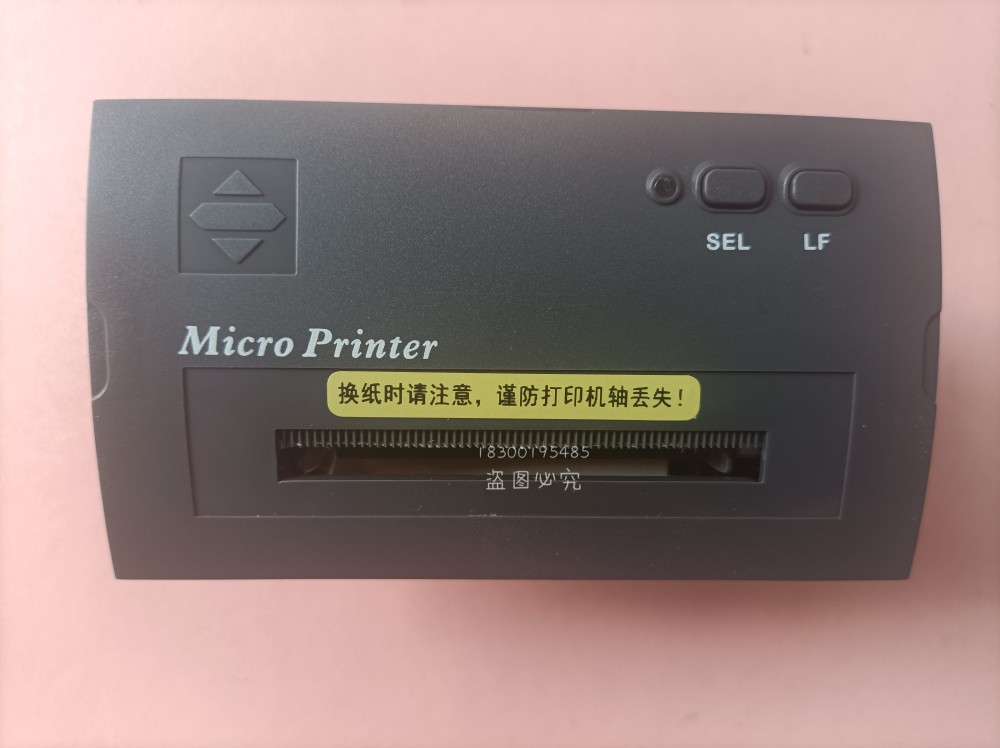 SEL LF
Micro Printer
换纸时请注意，谨防打印机轴丢失！
18300195485
盗图必究